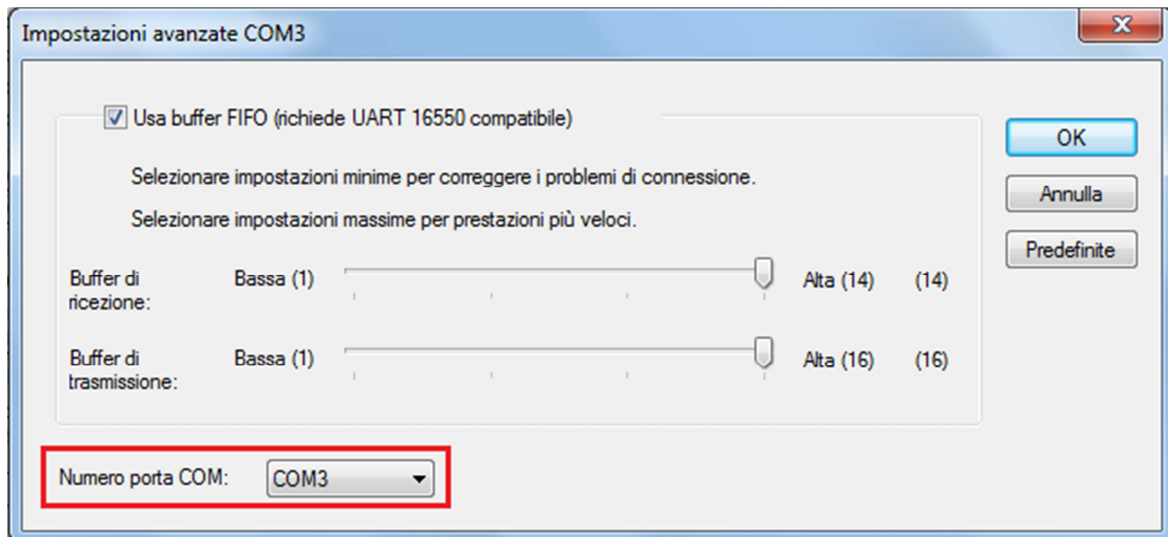 Impostazioni avanzate COM3
Usa buffer FIFO (richiede UART 16550 compatibile)
OK
Selezionare impostazioni minime per correggere i problemi di connessione.
Annulla
Selezionare impostazioni massime per prestazioni più veloci.
Predefinite
Buffer di ricezione: Bassa (1) Alta (14) (14)
Buffer di trasmissione: Bassa (1) Alta (16) (16)
Numero porta COM: COM3